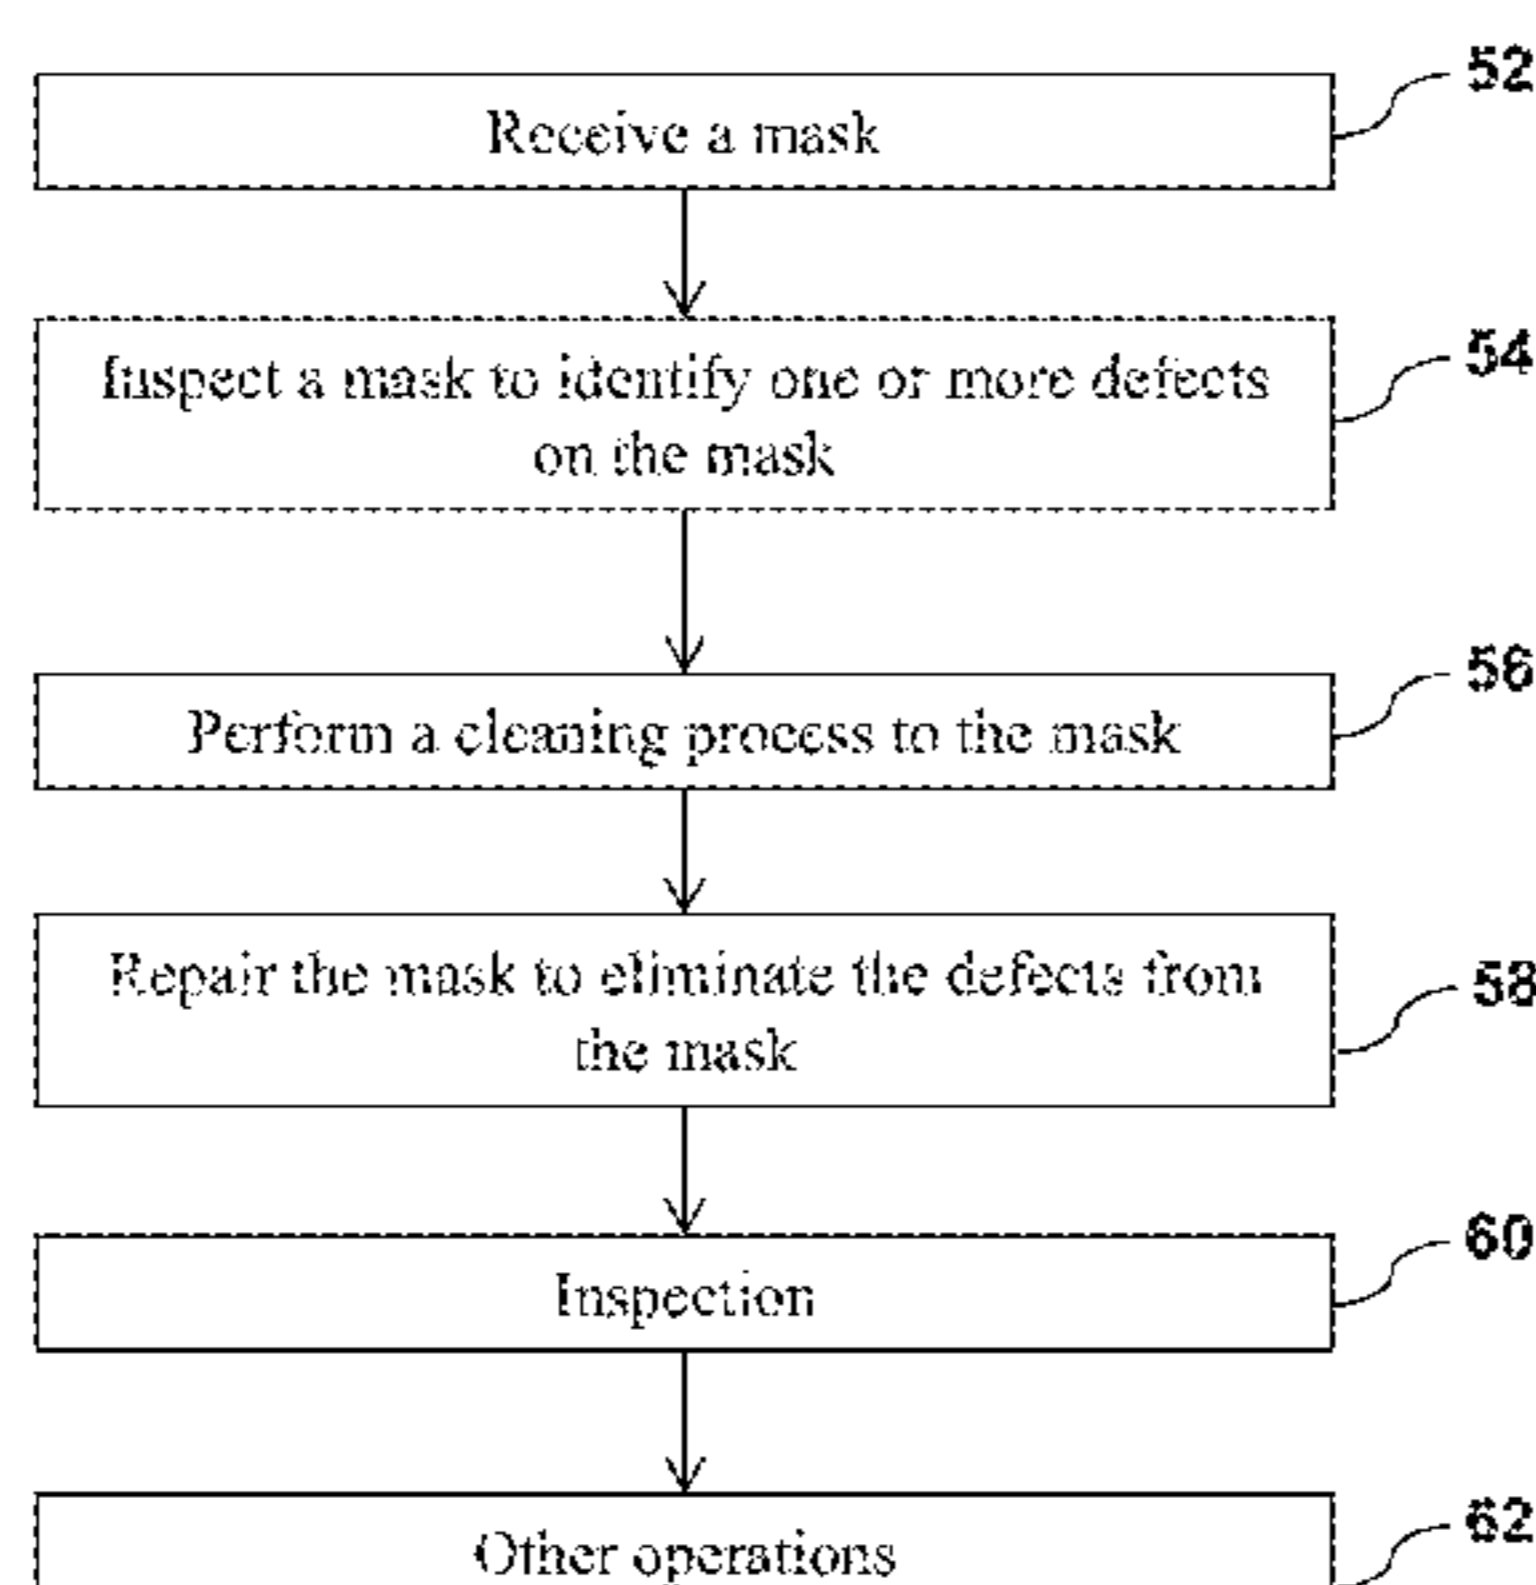 52
Receive a mask
54
Inspect a mask to identify one or more defects
on the mask
56
Perform a cleaning process to the mask
58
Repair the mask to eliminate the defects from
the mask
60
Inspection
62
Other operations